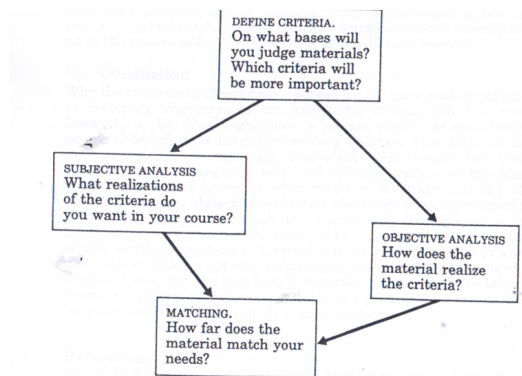 DEFINE CRITERIA.
On what bases will
you judge materials?
Which criteria will
be more important?
SUBJECTIVE ANALYSIS
What realizations
of the criteria do
you want in your course?
OBJECTIVE ANALYSIS
How does the
material realize
the criteria?
MATCHING.
How far does the
material match your
needs?